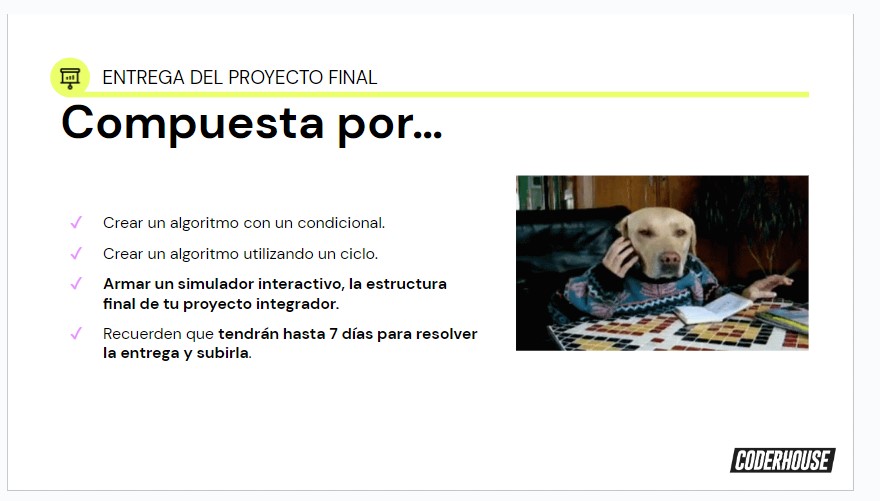 ENTREGA DEL PROYECTO FINAL
Compuesta por...
Crear un algoritmo con un condicional.
Crear un algoritmo utilizando un ciclo.
Armar un simulador interactivo, la estructura
final de tu proyecto integrador.
Recuerden que tendrán hasta 7 días para resolver
la entrega y subirla.
CODERHOUSE